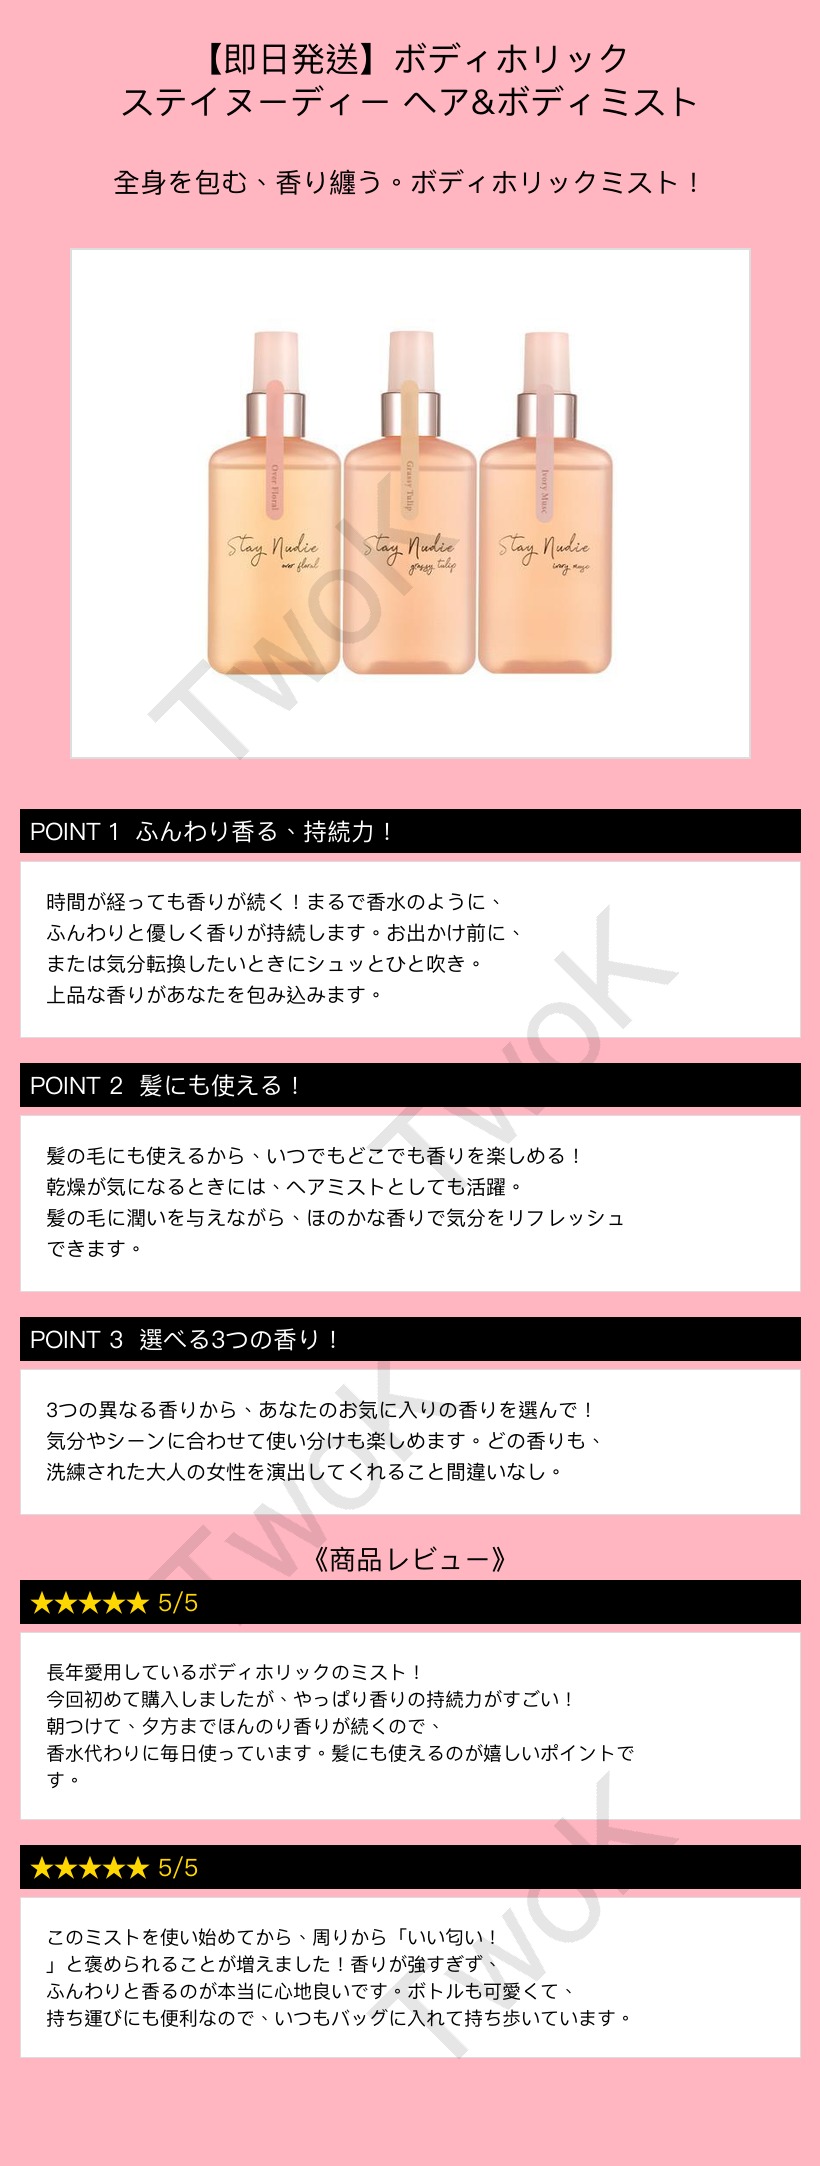 【即日発送】ボディホリック
ステイヌーディー ヘア&ボディミスト
全身を包む、香り纏う。ボディホリックミスト！
Over Floral
Grassy Tulip
Ivory Musc
Stay Nudie
over floral
Stay Nudie
grassy tulip
Stay Nudie
ivory musc
TwoK
POINT 1 ふんわり香る、持続力！
時間が経っても香りが続く！まるで香水のように、
ふんわりと優しく香りが持続します。お出かけ前に、
または気分転換したいときにシュッとひと吹き。
上品な香りがあなたを包み込みます。
TwoK
POINT 2 髪にも使える！
髪の毛にも使えるから、いつでもどこでも香りを楽しめる！
乾燥が気になるときには、ヘアミストとしても活躍。
髪の毛に潤いを与えながら、ほのかな香りで気分をリフレッシュ
できます。
POINT 3 選べる3つの香り！
3つの異なる香りから、あなたのお気に入りの香りを選んで！
気分やシーンに合わせて使い分けも楽しめます。どの香りも、
洗練された大人の女性を演出してくれること間違いなし。
TwoK
《商品レビュー》
★★★★★ 5/5
長年愛用しているボディホリックのミスト！
今回初めて購入しましたが、やっぱり香りの持続力がすごい！
朝つけて、夕方までほんのり香りが続くので、
香水代わりに毎日使っています。髪にも使えるのが嬉しいポイントで
す。
★★★★★ 5/5
このミストを使い始めてから、周りから「いい匂い！
」と褒められることが増えました！香りが強すぎず、
ふんわりと香るのが本当に心地良いです。ボトルも可愛くて、
持ち運びにも便利なので、いつもバッグに入れて持ち歩いています。
TwoK